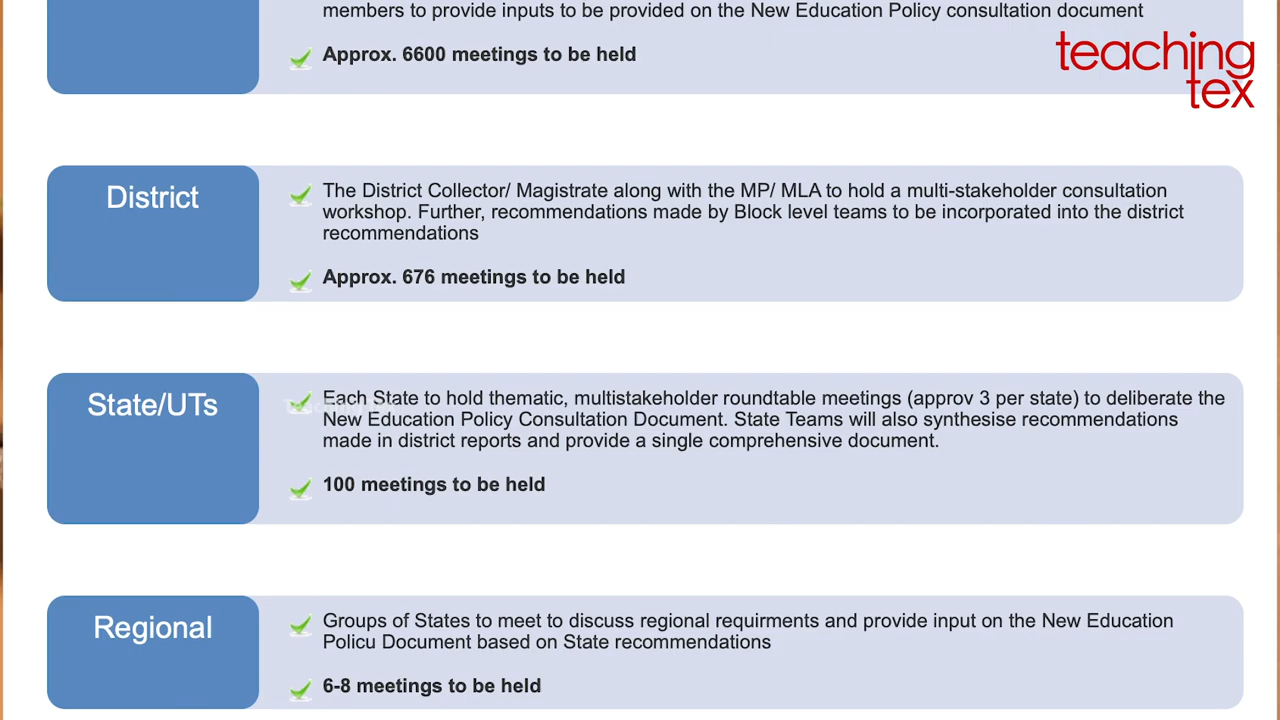 members to provide inputs to be provided on the New Education Policy consultation document
Approx. 6600 meetings to be held
teaching
tex
District
The District Collector/ Magistrate along with the MP/ MLA to hold a multi-stakeholder consultation
workshop. Further, recommendations made by Block level teams to be incorporated into the district
recommendations
Approx. 676 meetings to be held
State/UTs
Each State to hold thematic, multistakeholder roundtable meetings (approv 3 per state) to deliberate the
New Education Policy Consultation Document. State Teams will also synthesise recommendations
made in district reports and provide a single comprehensive document.
100 meetings to be held
Regional
Groups of States to meet to discuss regional requirments and provide input on the New Education
Policu Document based on State recommendations
6-8 meetings to be held